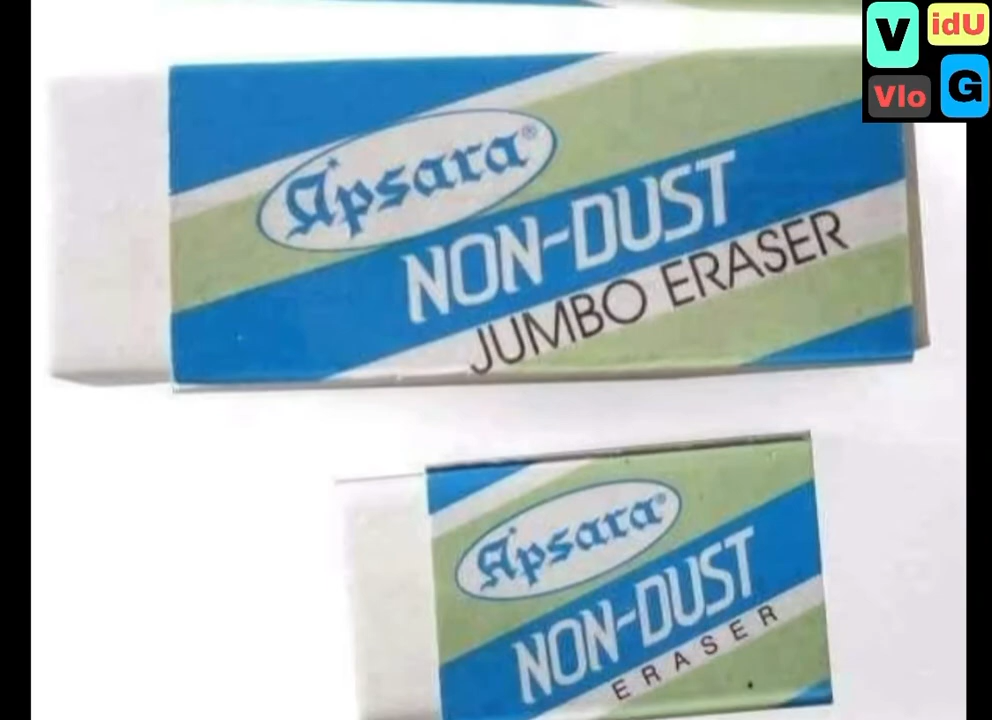 V idU
Vlo G
Apsara®
NON-DUST
JUMBO ERASER
Apsara®
NON-DUST
ERASER